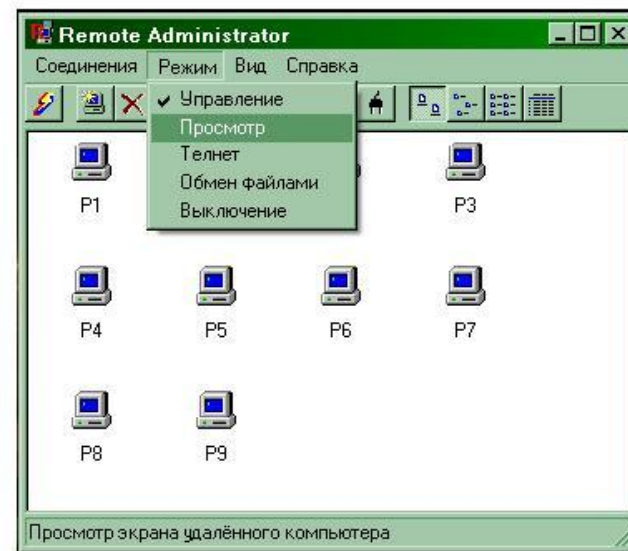 Remote Administrator
Соединения Режим Вид Справка
Управление
Просмотр
Телнет
Обмен файлами
Выключение
P1 P3
P4 P5 P6 P7
P8 P9
Просмотр экрана удалённого компьютера